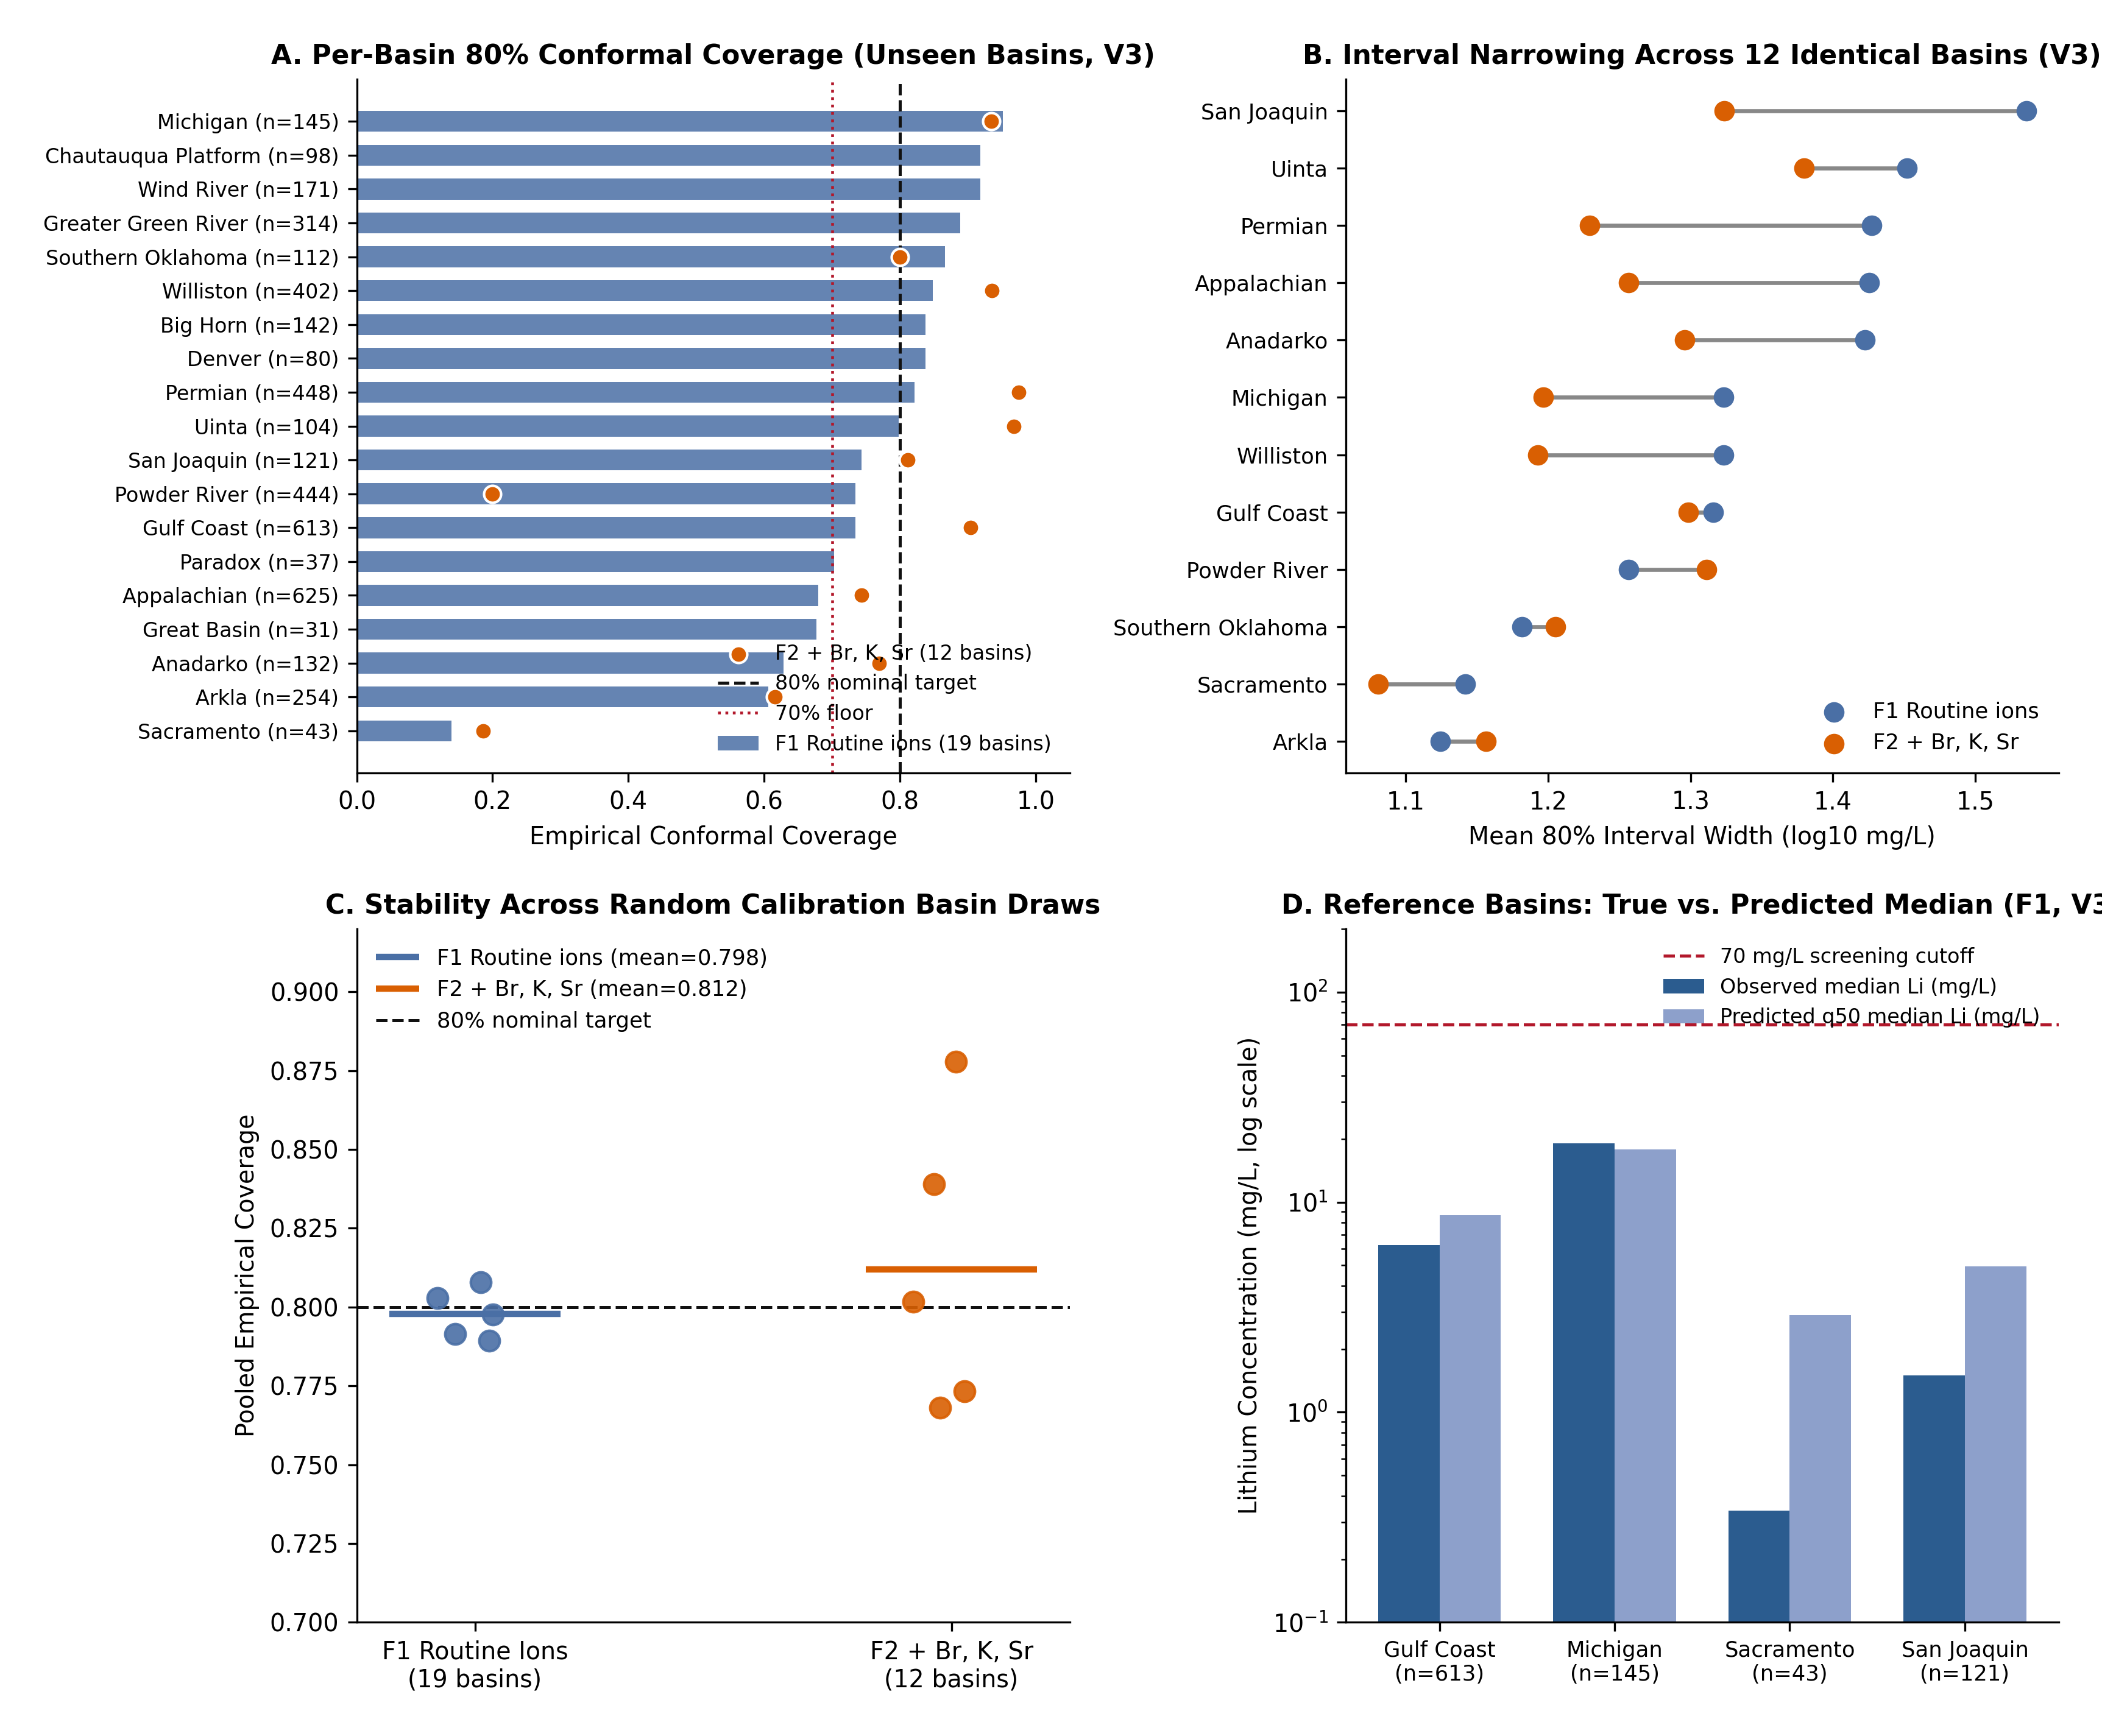 A. Per-Basin 80% Conformal Coverage (Unseen Basins, V3)
Michigan (n=145)
Chautauqua Platform (n=98)
Wind River (n=171)
Greater Green River (n=314)
Southern Oklahoma (n=112)
Williston (n=402)
Big Horn (n=142)
Denver (n=80)
Permian (n=448)
Uinta (n=104)
San Joaquin (n=121)
Powder River (n=444)
Gulf Coast (n=613)
Paradox (n=37)
Appalachian (n=625)
Great Basin (n=31)
Anadarko (n=132)
Arkla (n=254)
Sacramento (n=43)
F2 + Br, K, Sr (12 basins)
80% nominal target
70% floor
F1 Routine ions (19 basins)
0.0 0.2 0.4 0.6 0.8 1.0
Empirical Conformal Coverage
B. Interval Narrowing Across 12 Identical Basins (V3)
San Joaquin
Uinta
Permian
Appalachian
Anadarko
Michigan
Williston
Gulf Coast
Powder River
Southern Oklahoma
Sacramento
Arkla
F1 Routine ions
F2 + Br, K, Sr
1.1 1.2 1.3 1.4 1.5
Mean 80% Interval Width (log10 mg/L)
C. Stability Across Random Calibration Basin Draws
F1 Routine ions (mean=0.798)
F2 + Br, K, Sr (mean=0.812)
80% nominal target
Pooled Empirical Coverage
0.900
0.875
0.850
0.825
0.800
0.775
0.750
0.725
0.700
F1 Routine Ions
(19 basins)
F2 + Br, K, Sr
(12 basins)
D. Reference Basins: True vs. Predicted Median (F1, V3
70 mg/L screening cutoff
Observed median Li (mg/L)
Predicted q50 median Li (mg/L)
Lithium Concentration (mg/L, log scale)
10²
10¹
10⁰
10⁻¹
Gulf Coast
(n=613)
Michigan
(n=145)
Sacramento
(n=43)
San Joaquin
(n=121)